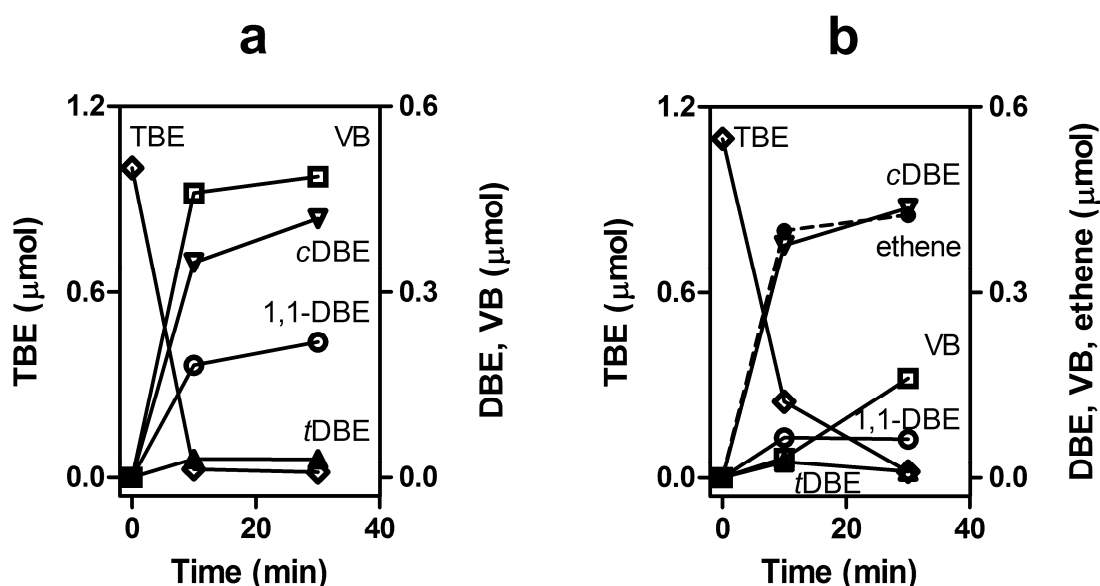 a
1.2
0.6
0.0
TBE (μmol)
TBE
VB
cDBE
1,1-DBE
tDBE
0.6
0.3
0.0
DBE, VB (μmol)
0
20
40
Time (min)
b
1.2
0.6
0.0
TBE (μmol)
TBE
cDBE
ethene
VB
1,1-DBE
tDBE
0.6
0.3
0.0
DBE, VB, ethene (μmol)
0
20
40
Time (min)